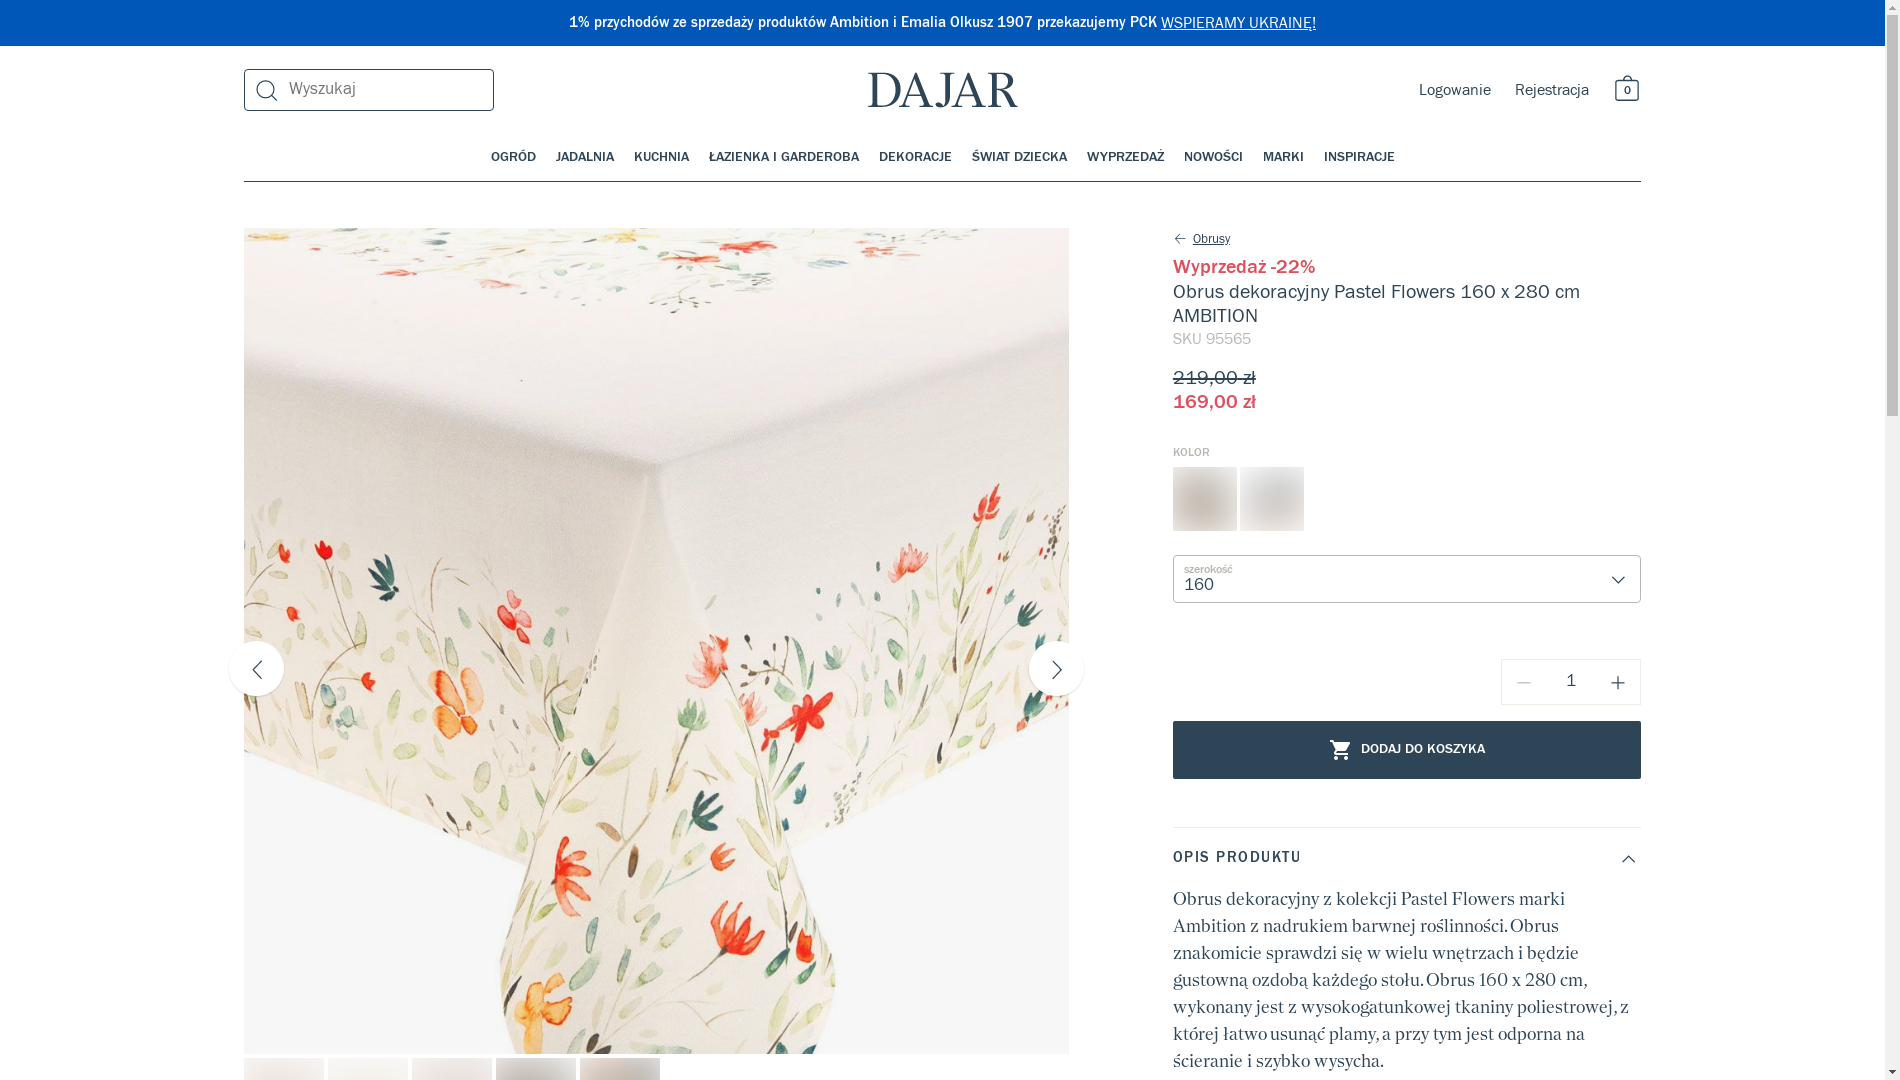 1% przychodów ze sprzedaży produktów Ambition i Emalia Olkusz 1907 przekazujemy PCK WSPIERAMY UKRAINĘ!
Wyszukaj
DAJAR
Logowanie
Rejestracja
0
OGRÓD
JADALNIA
KUCHNIA
ŁAZIENKA I GARDEROBA
DEKORACJE
ŚWIAT DZIECKA
WYPRZEDAŻ
NOWOŚCI
MARKI
INSPIRACJE
Obrusy
Wyprzedaż -22%
Obrus dekoracyjny Pastel Flowers 160 x 280 cm
AMBITION
SKU 95565
219,00 zł
169,00 zł
KOLOR
szerokość
160
1
DODAJ DO KOSZYKA
OPIS PRODUKTU
Obrus dekoracyjny z kolekcji Pastel Flowers marki
Ambition z nadrukiem barwnej roślinności. Obrus
znakomicie sprawdzi się w wielu wnętrzach i będzie
gustowną ozdobą każdego stołu. Obrus 160 x 280 cm,
wykonany jest z wysokogatunkowej tkaniny poliestrowej, z
której łatwo usunąć plamy, a przy tym jest odporna na
ścieranie i szybko wysycha.